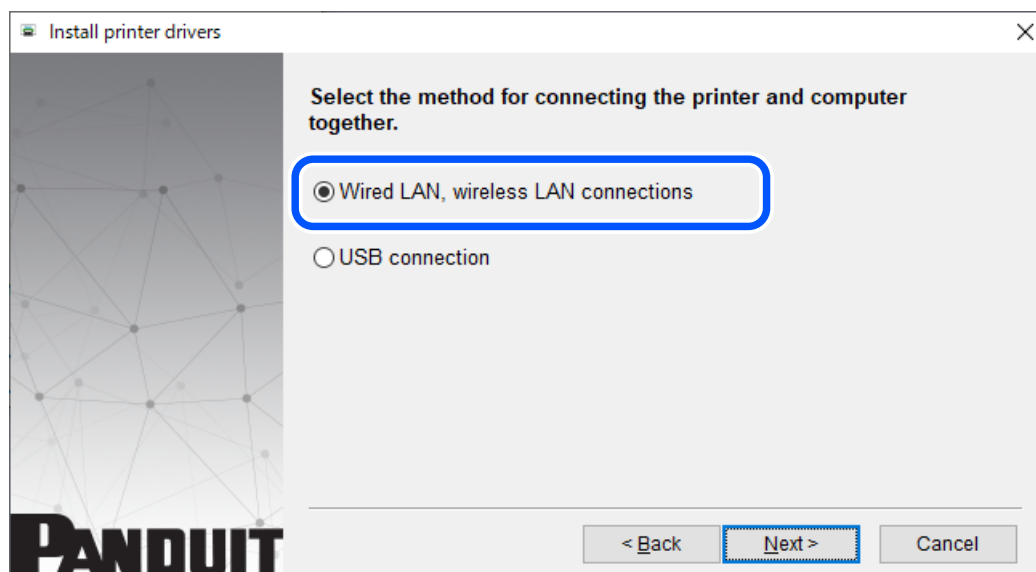 Install printer drivers
Select the method for connecting the printer and computer
together.
Wired LAN, wireless LAN connections
USB connection
PANDUIT
< Back
Next >
Cancel